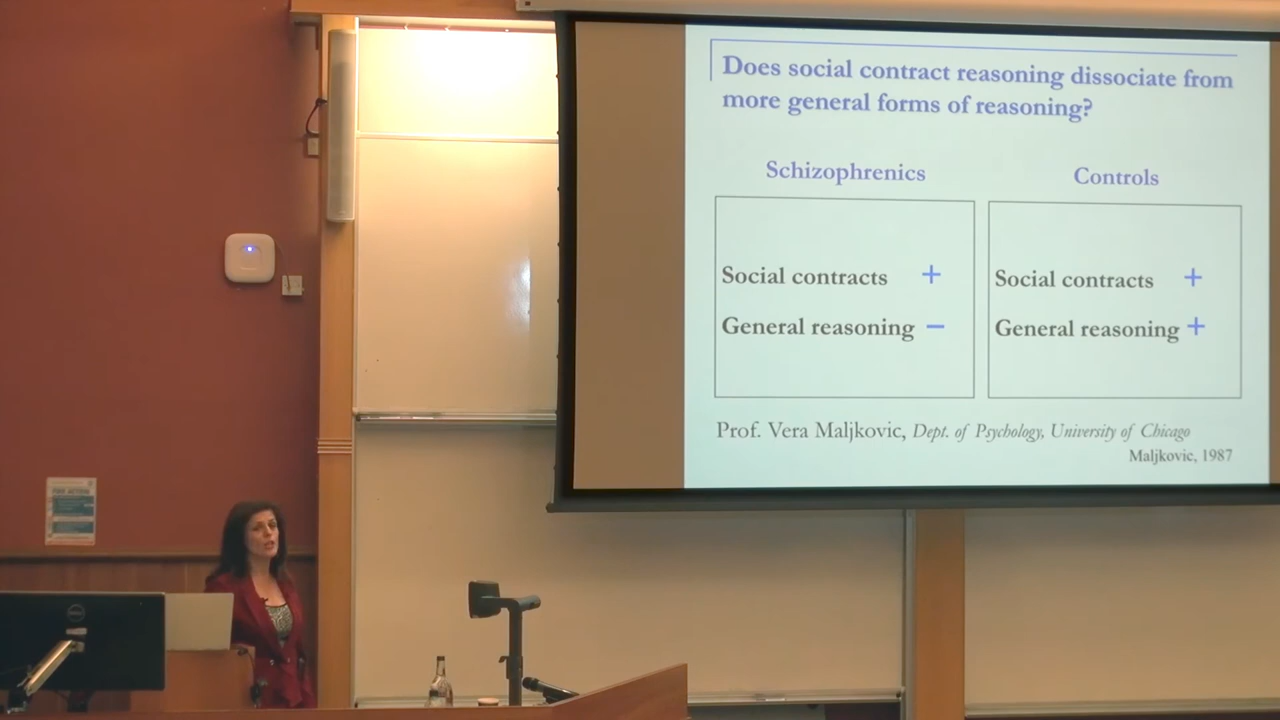 Does social contract reasoning dissociate from
more general forms of reasoning?
Schizophrenics
Controls
Social contracts +
General reasoning −
Social contracts +
General reasoning +
Prof. Vera Maljkovic, Dept. of Psychology, University of Chicago
Maljkovic, 1987
DELL